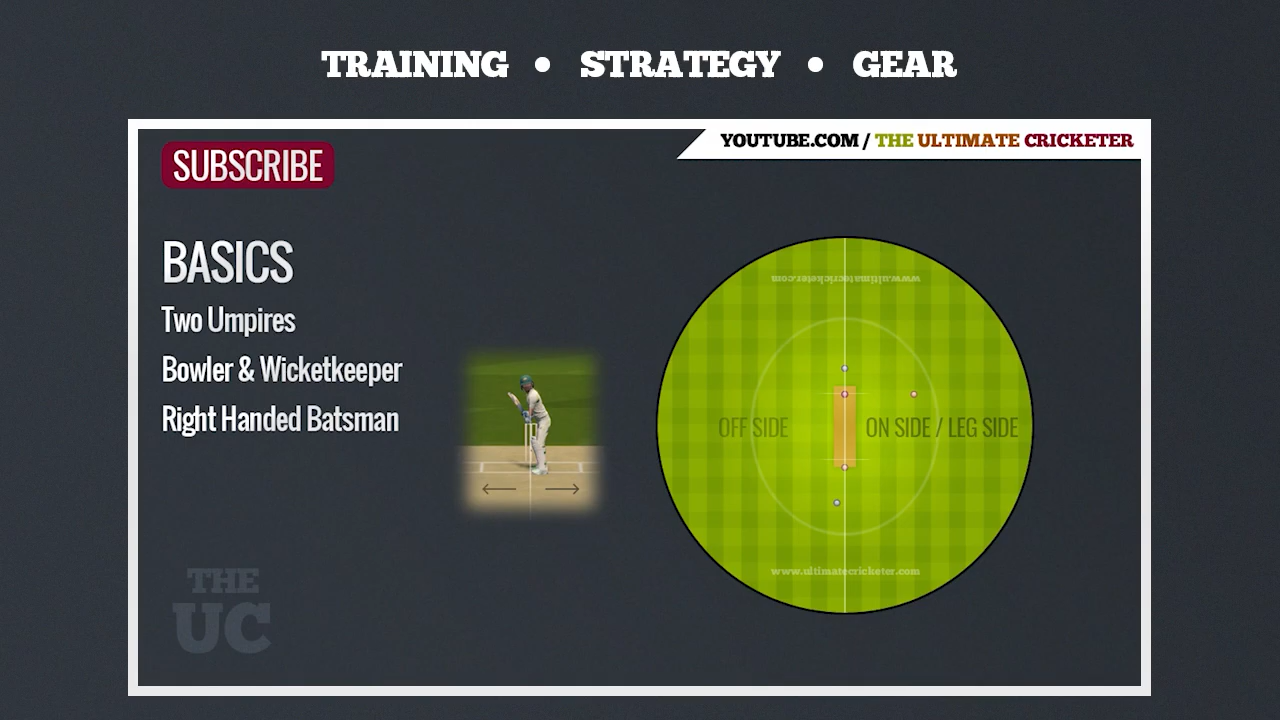 TRAINING • STRATEGY • GEAR
YOUTUBE.COM / THE ULTIMATE CRICKETER
SUBSCRIBE
BASICS
Two Umpires
Bowler & Wicketkeeper
Right Handed Batsman
www.ultimatecricketer.com
OFF SIDE
ON SIDE / LEG SIDE
www.ultimatecricketer.com
THE
UC